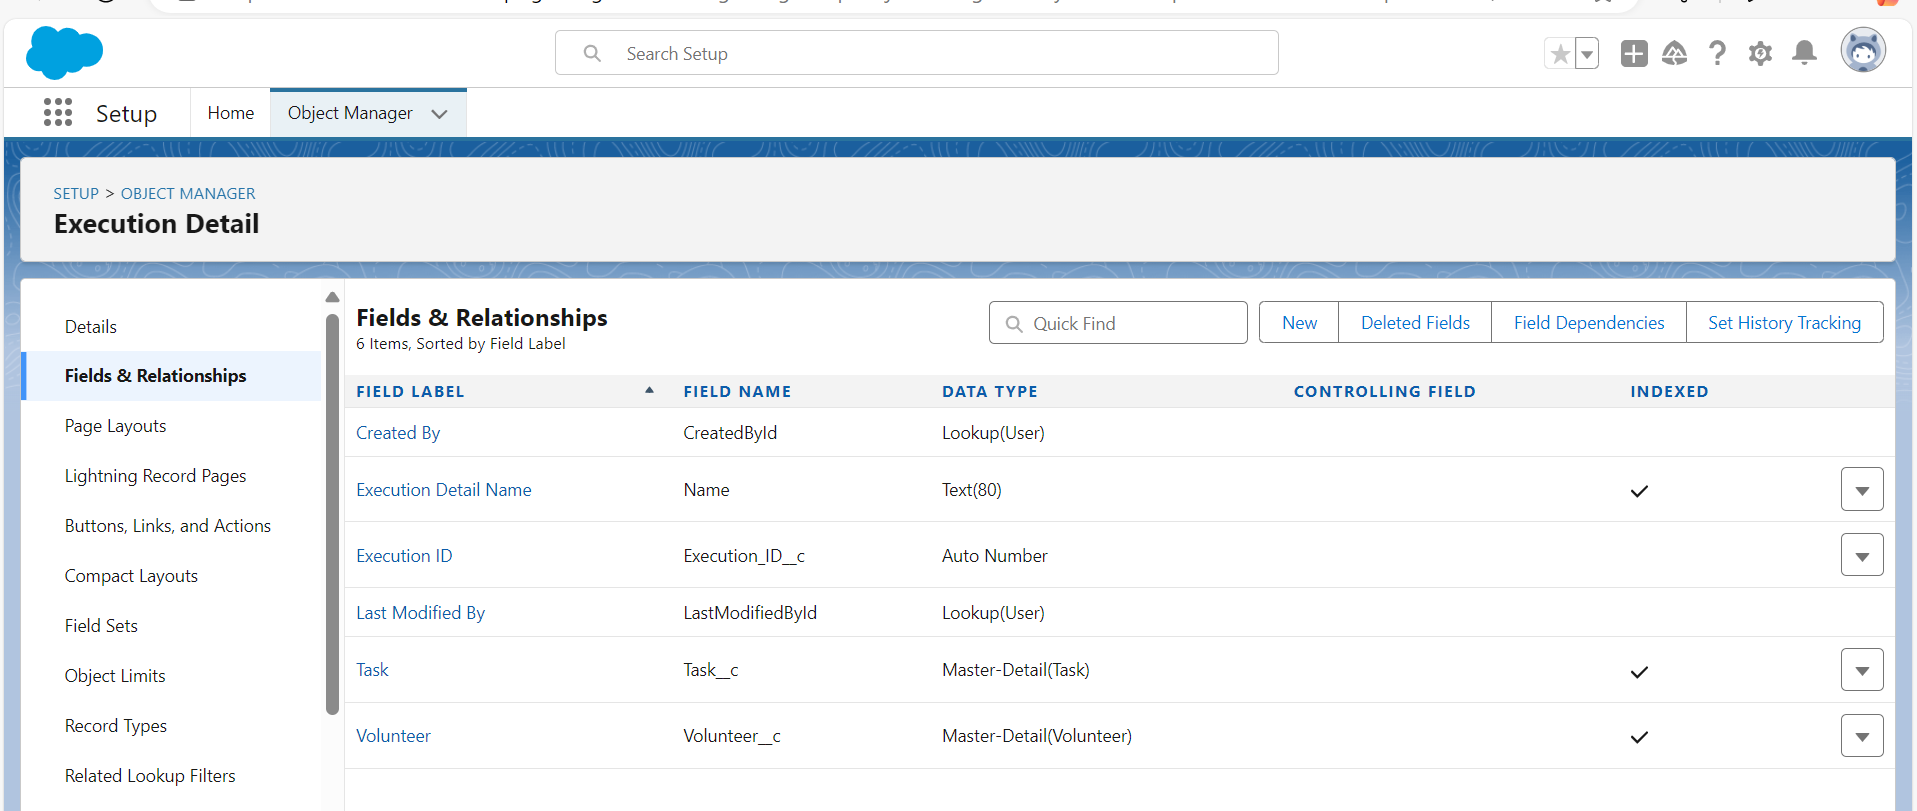 Search Setup
Setup
Home
Object Manager
SETUP > OBJECT MANAGER
Execution Detail
Details
Fields & Relationships
Page Layouts
Lightning Record Pages
Buttons, Links, and Actions
Compact Layouts
Field Sets
Object Limits
Record Types
Related Lookup Filters
Fields & Relationships
6 Items, Sorted by Field Label
Quick Find
New
Deleted Fields
Field Dependencies
Set History Tracking
FIELD LABEL FIELD NAME DATA TYPE CONTROLLING FIELD INDEXED
Created By CreatedById Lookup(User)
Execution Detail Name Name Text(80)
Execution ID Execution_ID__c Auto Number
Last Modified By LastModifiedById Lookup(User)
Task Task__c Master-Detail(Task)
Volunteer Volunteer__c Master-Detail(Volunteer)